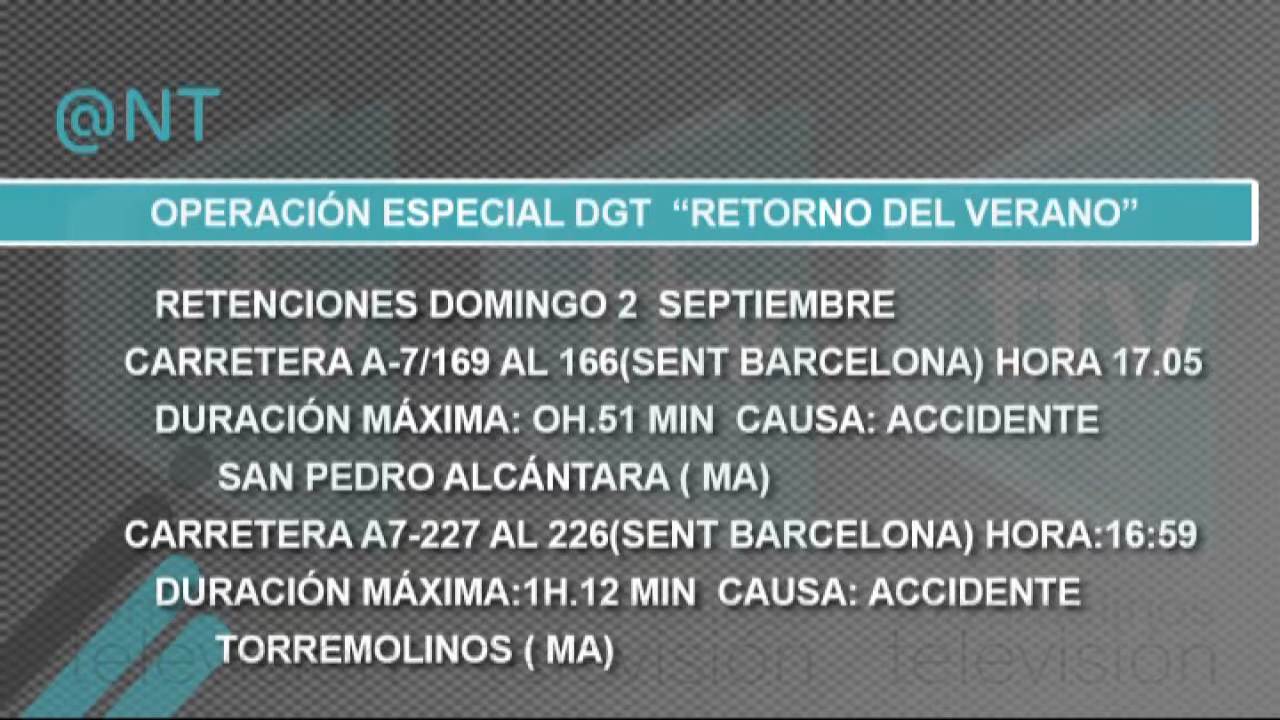 @NT
OPERACIÓN ESPECIAL DGT “RETORNO DEL VERANO”
RETENCIONES DOMINGO 2 SEPTIEMBRE
CARRETERA A-7/169 AL 166(SENT BARCELONA) HORA 17.05
DURACIÓN MÁXIMA: OH.51 MIN CAUSA: ACCIDENTE
SAN PEDRO ALCÁNTARA ( MA)
CARRETERA A7-227 AL 226(SENT BARCELONA) HORA:16:59
DURACIÓN MÁXIMA:1H.12 MIN CAUSA: ACCIDENTE
TORREMOLINOS ( MA)
television